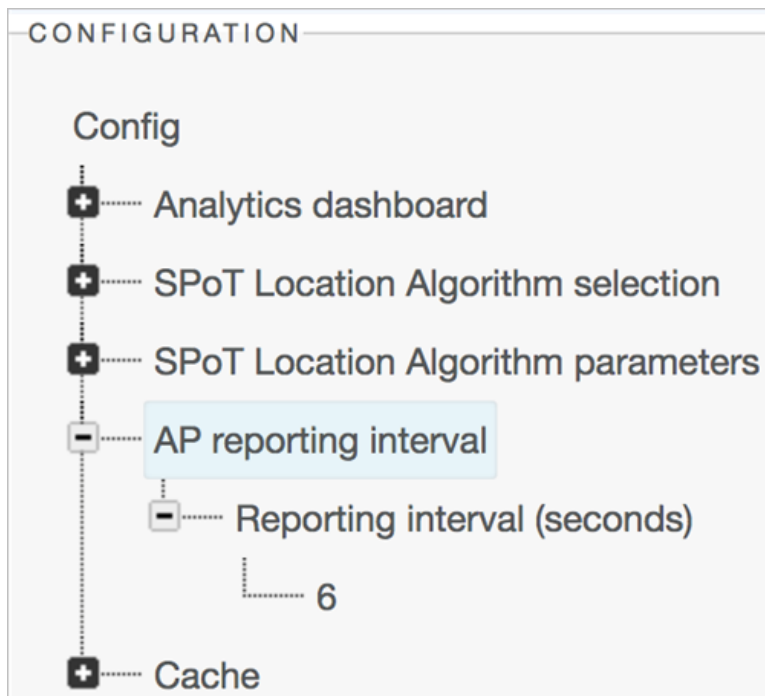 CONFIGURATION
Config
Analytics dashboard
SPoT Location Algorithm selection
SPoT Location Algorithm parameters
AP reporting interval
Reporting interval (seconds)
6
Cache